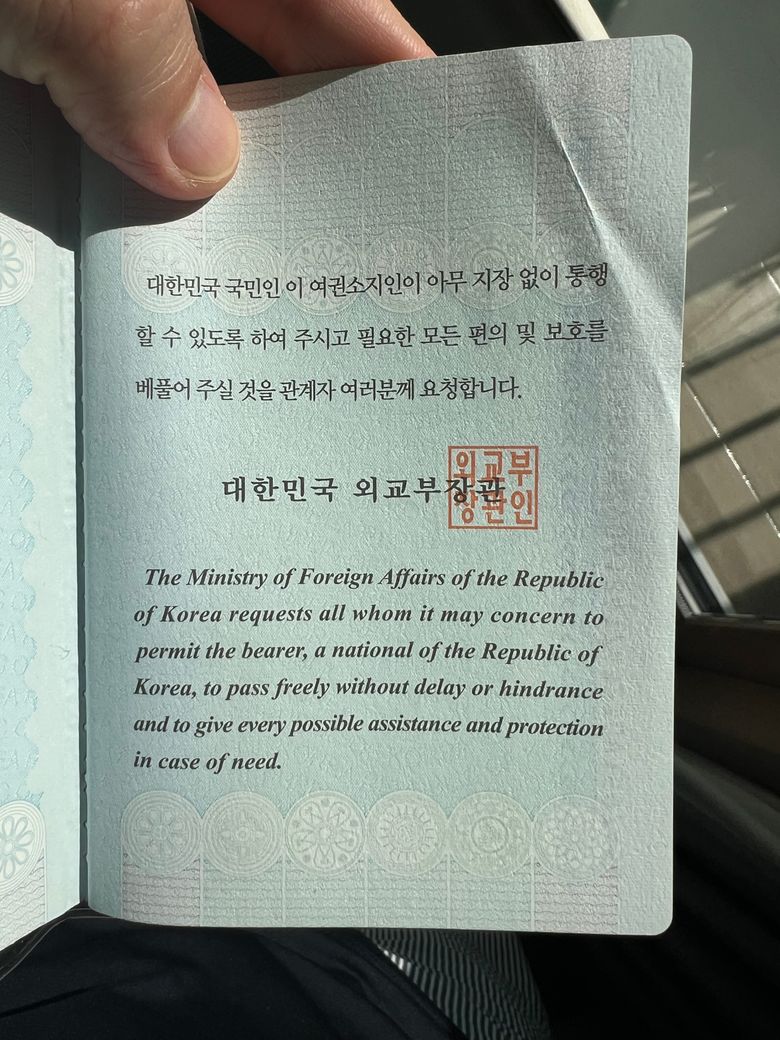 대한민국 국민인 이 여권소지인이 아무 지장 없이 통행
할 수 있도록 하여 주시고 필요한 모든 편의 및 보호를
베풀어 주실 것을 관계자 여러분께 요청합니다.
대한민국 외교부장관
외교부
장관인
The Ministry of Foreign Affairs of the Republic
of Korea requests all whom it may concern to
permit the bearer, a national of the Republic of
Korea, to pass freely without delay or hindrance
and to give every possible assistance and protection
in case of need.